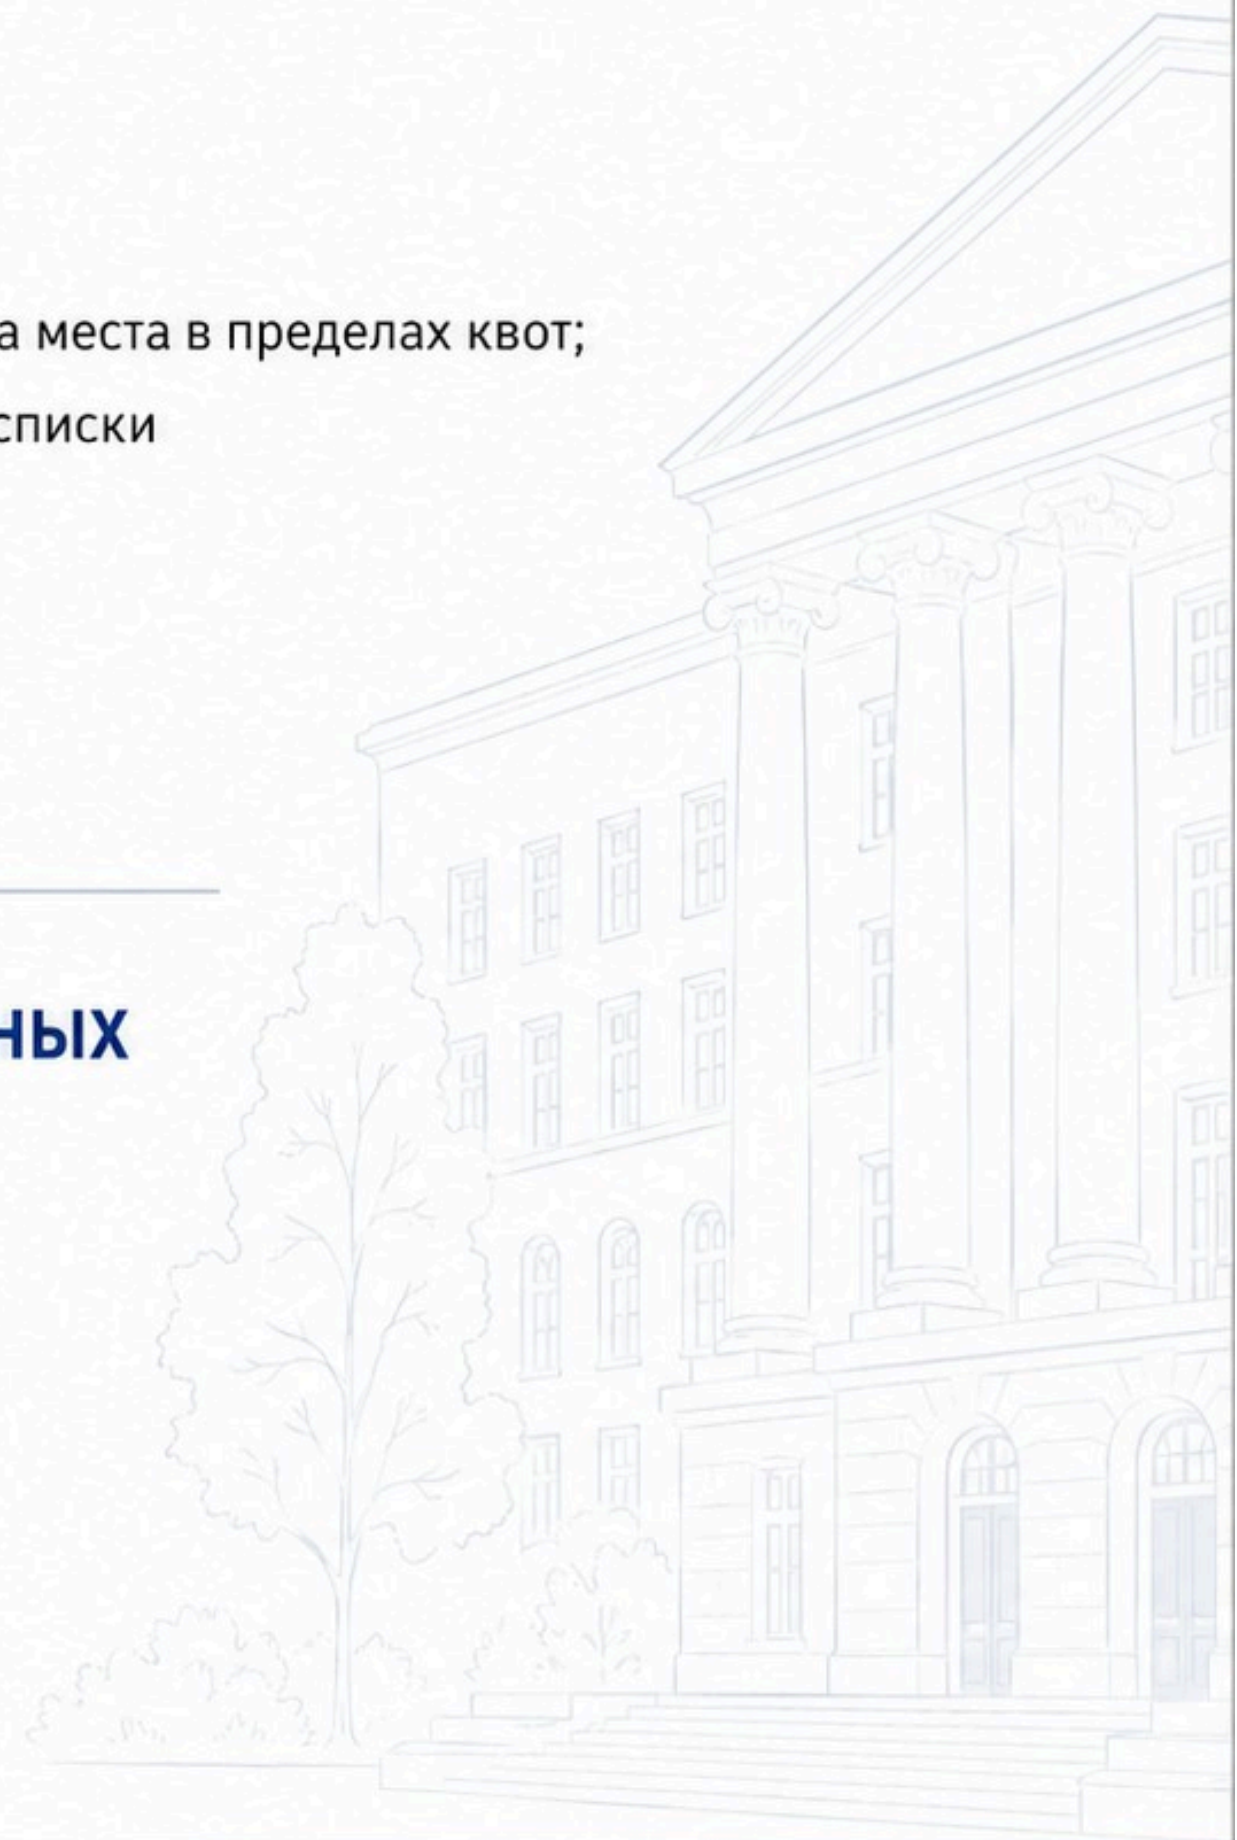 а места в пределах квот;
списки
ных